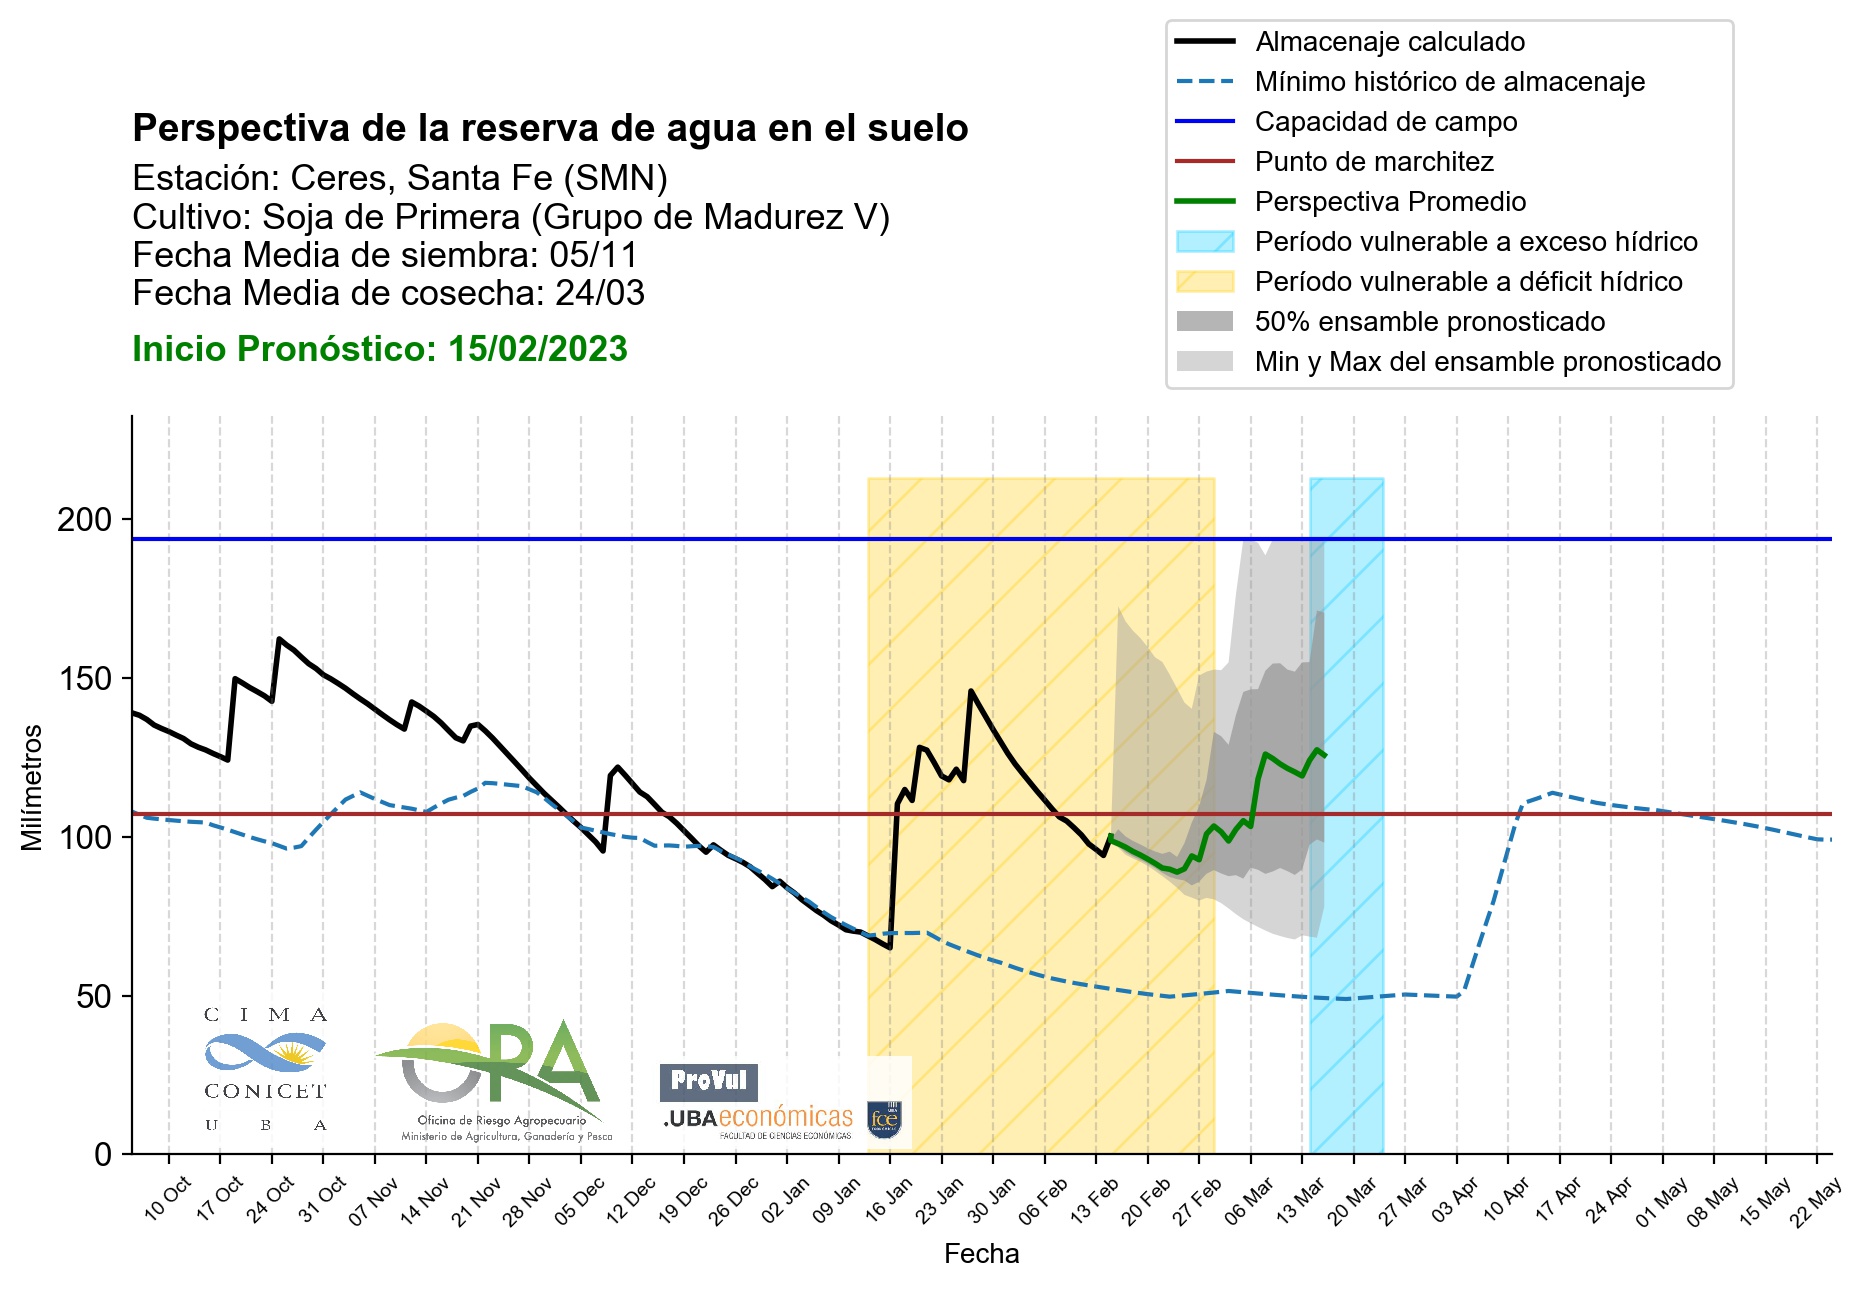 Almacenaje calculado
Mínimo histórico de almacenaje
Capacidad de campo
Punto de marchitez
Perspectiva Promedio
Período vulnerable a exceso hídrico
Período vulnerable a déficit hídrico
50% ensamble pronosticado
Min y Max del ensamble pronosticado
Perspectiva de la reserva de agua en el suelo
Estación: Ceres, Santa Fe (SMN)
Cultivo: Soja de Primera (Grupo de Madurez V)
Fecha Media de siembra: 05/11
Fecha Media de cosecha: 24/03
Inicio Pronóstico: 15/02/2023
Milímetros
200
150
100
50
0
CIMA
CONICET
UBA
ORA
Oficina de Riesgo Agropecuario
Ministerio de Agricultura, Ganadería y Pesca
ProVul
.UBAeconómicas
FACULTAD DE CIENCIAS ECONÓMICAS
UBA
fce
ECONÓMICAS
10 Oct 17 Oct 24 Oct 31 Oct 07 Nov 14 Nov 21 Nov 28 Nov 05 Dec 12 Dec 19 Dec 26 Dec 02 Jan 09 Jan 16 Jan 23 Jan 30 Jan 06 Feb 13 Feb 20 Feb 27 Feb 06 Mar 13 Mar 20 Mar 27 Mar 03 Apr 10 Apr 17 Apr 24 Apr 01 May 08 May 15 May 22 May
Fecha